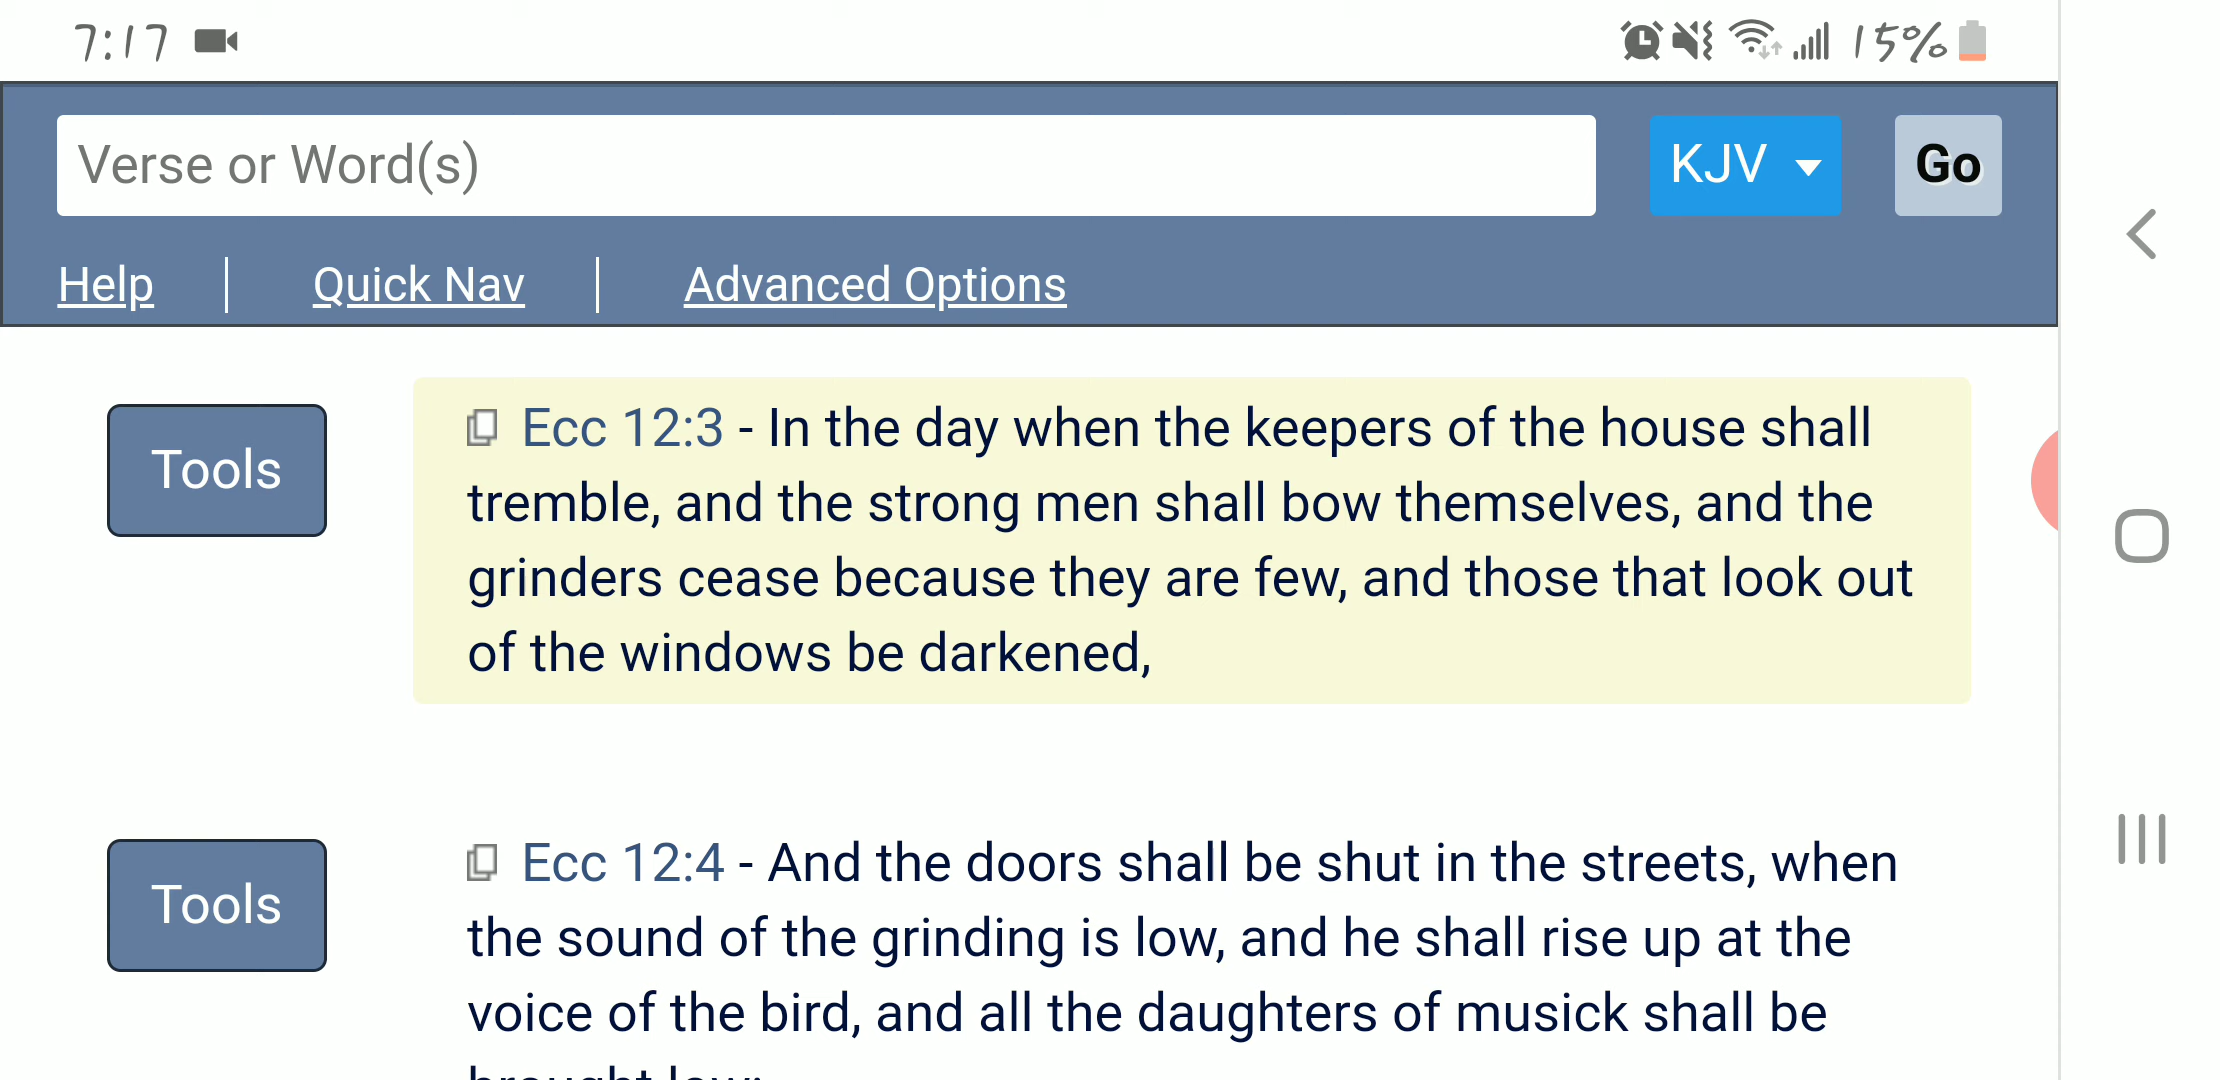 7:17
15%
Verse or Word(s)
KJV
Go
Help
Quick Nav
Advanced Options
Tools
Ecc 12:3 - In the day when the keepers of the house shall
tremble, and the strong men shall bow themselves, and the
grinders cease because they are few, and those that look out
of the windows be darkened,
Tools
Ecc 12:4 - And the doors shall be shut in the streets, when
the sound of the grinding is low, and he shall rise up at the
voice of the bird, and all the daughters of musick shall be
brought low;